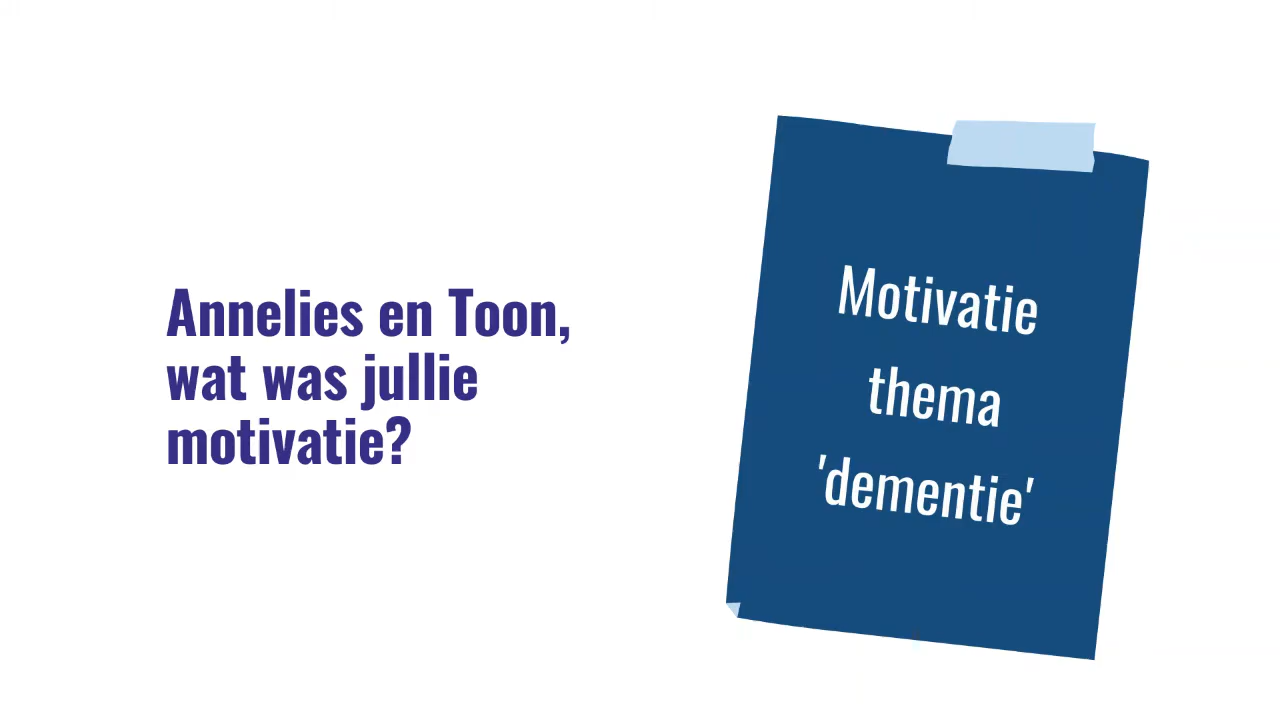 Annelies en Toon,
wat was jullie
motivatie?
Motivatie
thema
'dementie'